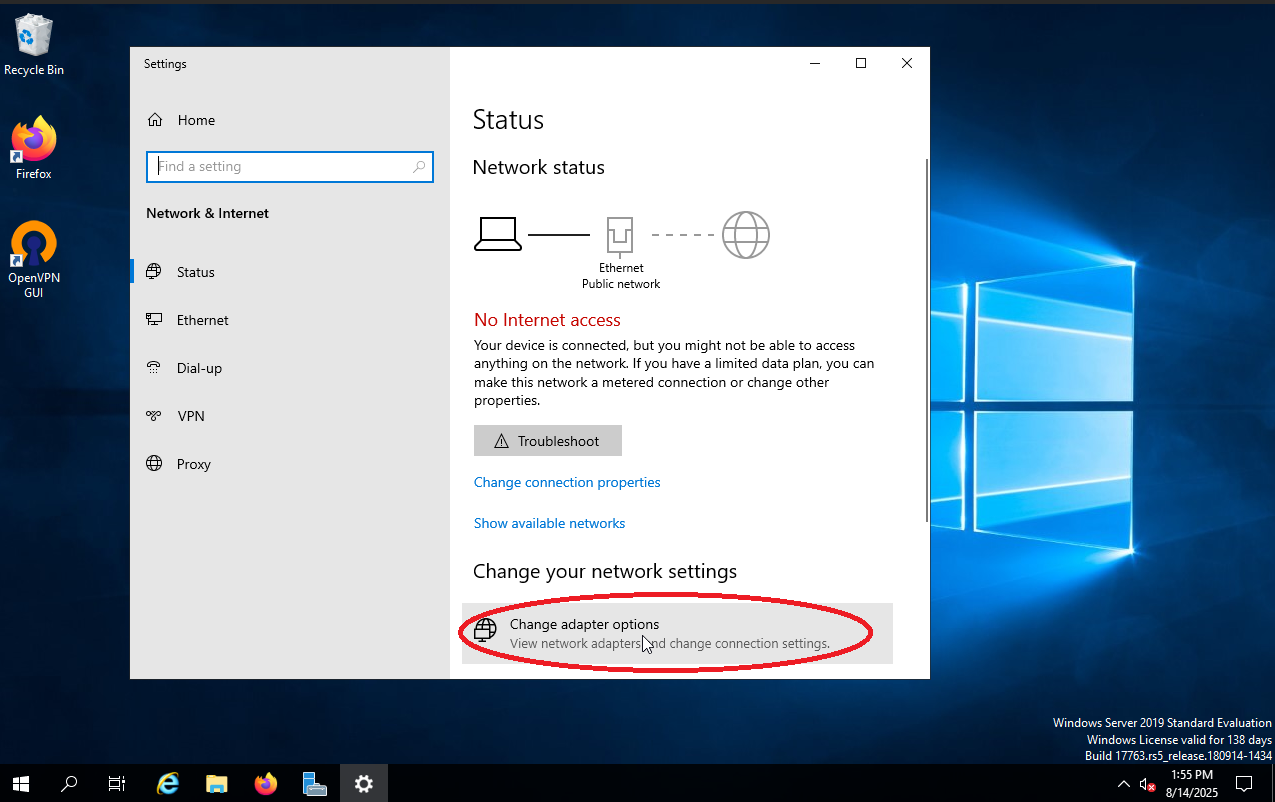 Recycle Bin
Firefox
OpenVPN
GUI
Settings
Home
Find a setting
Network & Internet
Status
Ethernet
Dial-up
VPN
Proxy
Status
Network status
Ethernet
Public network
No Internet access
Your device is connected, but you might not be able to access
anything on the network. If you have a limited data plan, you can
make this network a metered connection or change other
properties.
Troubleshoot
Change connection properties
Show available networks
Change your network settings
Change adapter options
View network adapters and change connection settings.
Windows Server 2019 Standard Evaluation
Windows License valid for 138 days
Build 17763.rs5_release.180914-1434
1:55 PM
8/14/2025